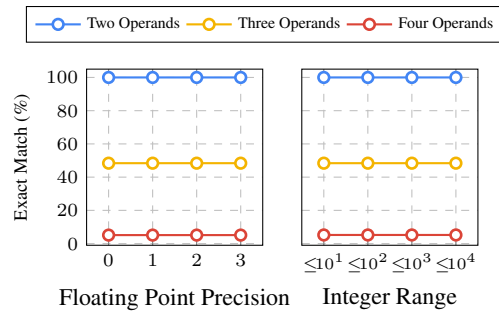 Two Operands Three Operands Four Operands
Exact Match (%)
100
80
60
40
20
0
0 1 2 3
≤10¹ ≤10² ≤10³ ≤10⁴
Floating Point Precision
Integer Range